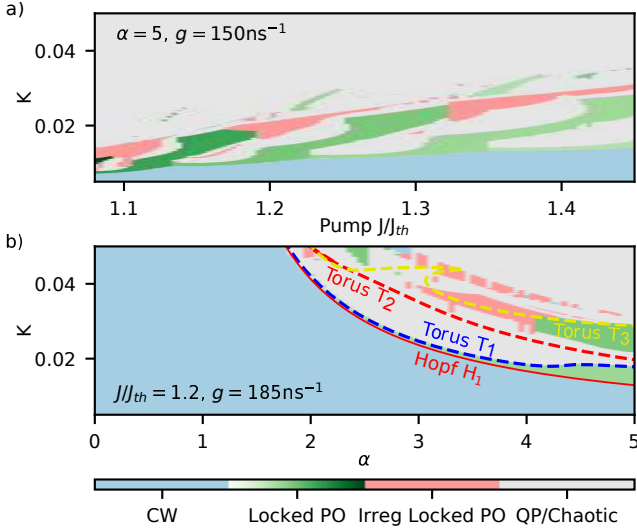 a)
α = 5, g = 150ns⁻¹
0.04
K
0.02
1.1 1.2 1.3 1.4
Pump J/J_th
b)
0.04
K
0.02
Torus T₂
Torus T₁
Torus T₃
Hopf H₁
J/J_th = 1.2, g = 185ns⁻¹
0 1 2 3 4 5
α
CW Locked PO Irreg Locked PO QP/Chaotic